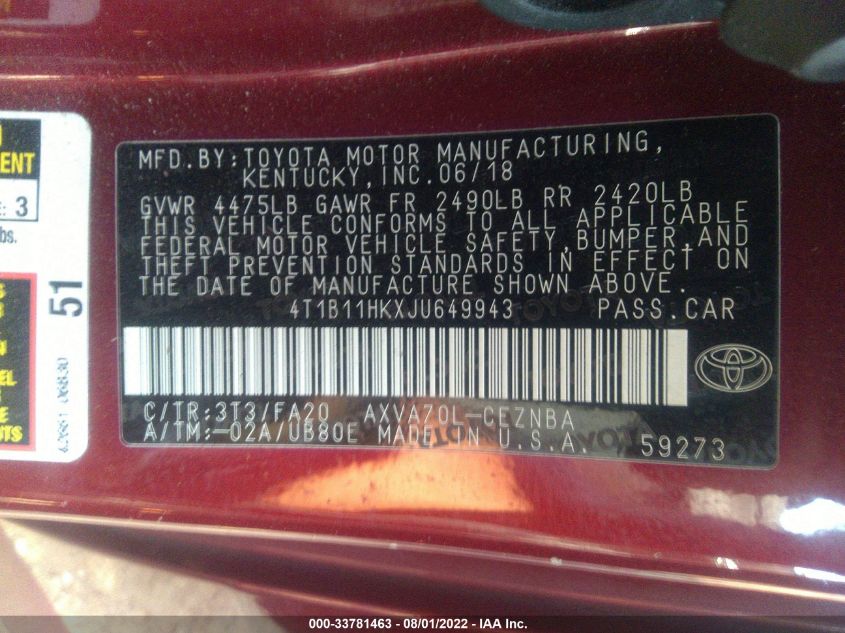 MFD.BY:TOYOTA MOTOR MANUFACTURING,
KENTUCKY,INC.06/18
GVWR 4475LB GAWR FR 2490LB RR 2420LB
THIS VEHICLE CONFORMS TO ALL APPLICABLE
FEDERAL MOTOR VEHICLE SAFETY,BUMPER,AND
THEFT PREVENTION STANDARDS IN EFFECT ON
THE DATE OF MANUFACTURE SHOWN ABOVE.
4T1B11HKXJU649943 PASS.CAR
C/TR:3T3/FA20 AXVA70L-CEZNBA
A/TM:-02A/UB80E MADE IN U.S.A. 59273
ENT
: 3
bs.
51
EL
UTS
000-33781463 - 08/01/2022 - IAA Inc.